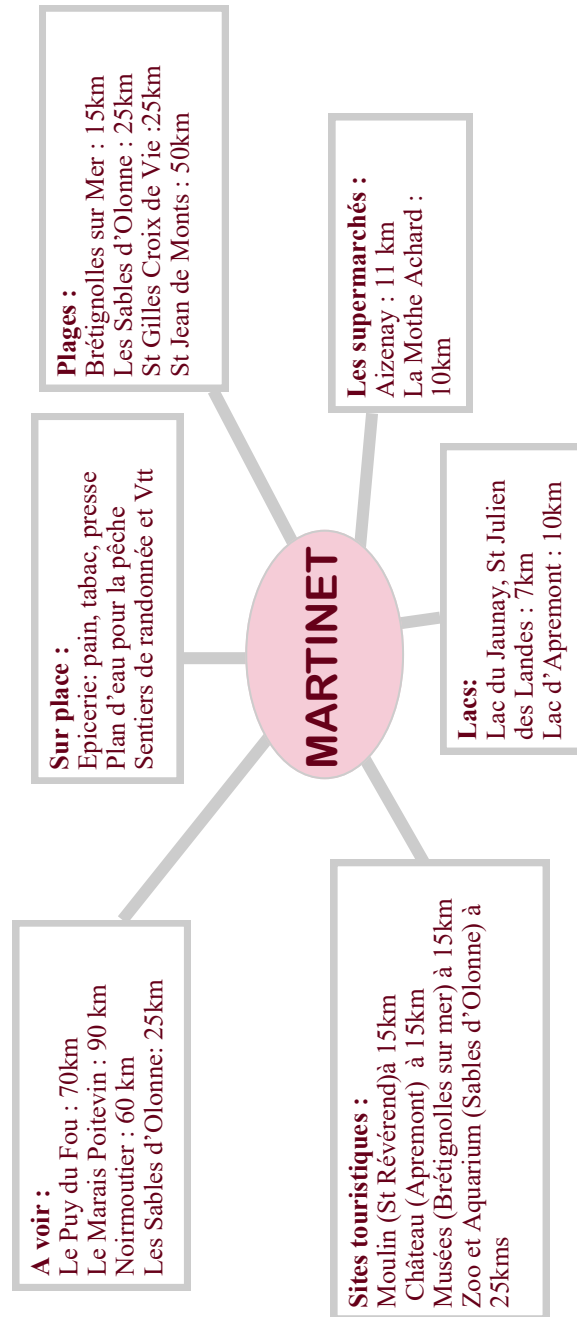 A voir :
Le Puy du Fou : 70km
Le Marais Poitevin : 90 km
Noirmoutier : 60 km
Les Sables d’Olonne: 25km
Sur place :
Epicerie: pain, tabac, presse
Plan d’eau pour la pêche
Sentiers de randonnée et Vtt
Plages :
Brétignolles sur Mer : 15km
Les Sables d’Olonne : 25km
St Gilles Croix de Vie :25km
St Jean de Monts : 50km
MARTINET
Sites touristiques :
Moulin (St Révérend)à 15km
Château (Apremont) à 15km
Musées (Brétignolles sur mer) à 15km
Zoo et Aquarium (Sables d’Olonne) à
25kms
Lacs:
Lac du Jaunay, St Julien
des Landes : 7km
Lac d’Apremont : 10km
Les supermarchés :
Aizenay : 11 km
La Mothe Achard :
10km